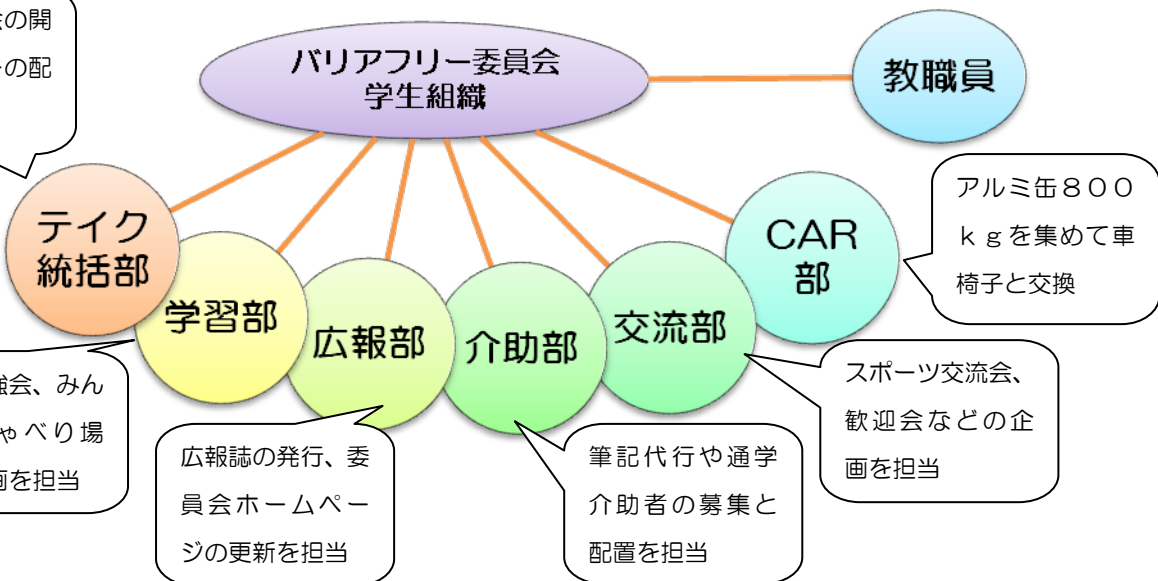 会の開
の配
バリアフリー委員会
学生組織
教職員
テイク
統括部
学習部
広報部
介助部
交流部
CAR
部
アルミ缶800
kgを集めて車
椅子と交換
強会、みん
ゃべり場
画を担当
広報誌の発行、委
員会ホームペー
ジの更新を担当
筆記代行や通学
介助者の募集と
配置を担当
スポーツ交流会、
歓迎会などの企
画を担当